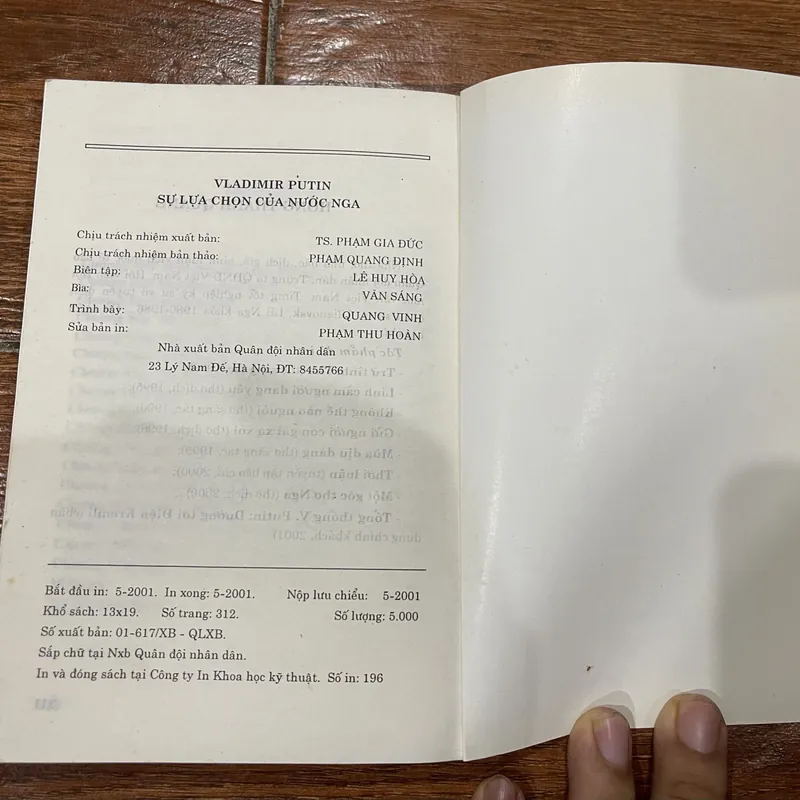 VLADIMIR PUTIN
SỰ LỰA CHỌN CỦA NƯỚC NGA
Chịu trách nhiệm xuất bản: TS. PHẠM GIA ĐỨC
Chịu trách nhiệm bản thảo: PHẠM QUANG ĐỊNH
Biên tập: LÊ HUY HÒA
Bìa: VĂN SÁNG
Trình bày: QUANG VINH
Sửa bản in: PHẠM THU HOÀN
Nhà xuất bản Quân đội nhân dân
23 Lý Nam Đế, Hà Nội, ĐT: 8455766
Bắt đầu in: 5-2001. In xong: 5-2001. Nộp lưu chiểu: 5-2001
Khổ sách: 13x19. Số trang: 312. Số lượng: 5.000
Số xuất bản: 01-617/XB - QLXB.
Sắp chữ tại Nxb Quân đội nhân dân.
In và đóng sách tại Công ty In Khoa học kỹ thuật. Số in: 196